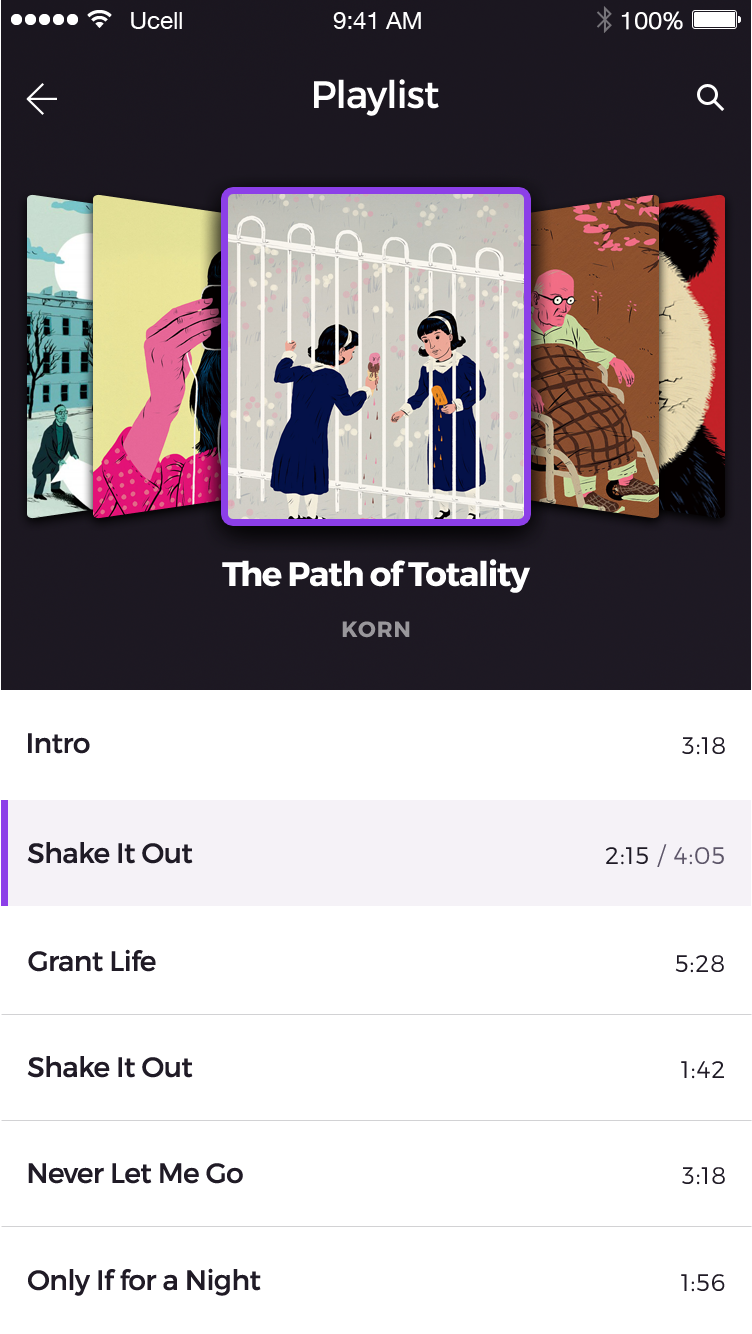 Ucell 9:41 AM 100%
Playlist
The Path of Totality
KORN
Intro 3:18
Shake It Out 2:15 / 4:05
Grant Life 5:28
Shake It Out 1:42
Never Let Me Go 3:18
Only If for a Night 1:56